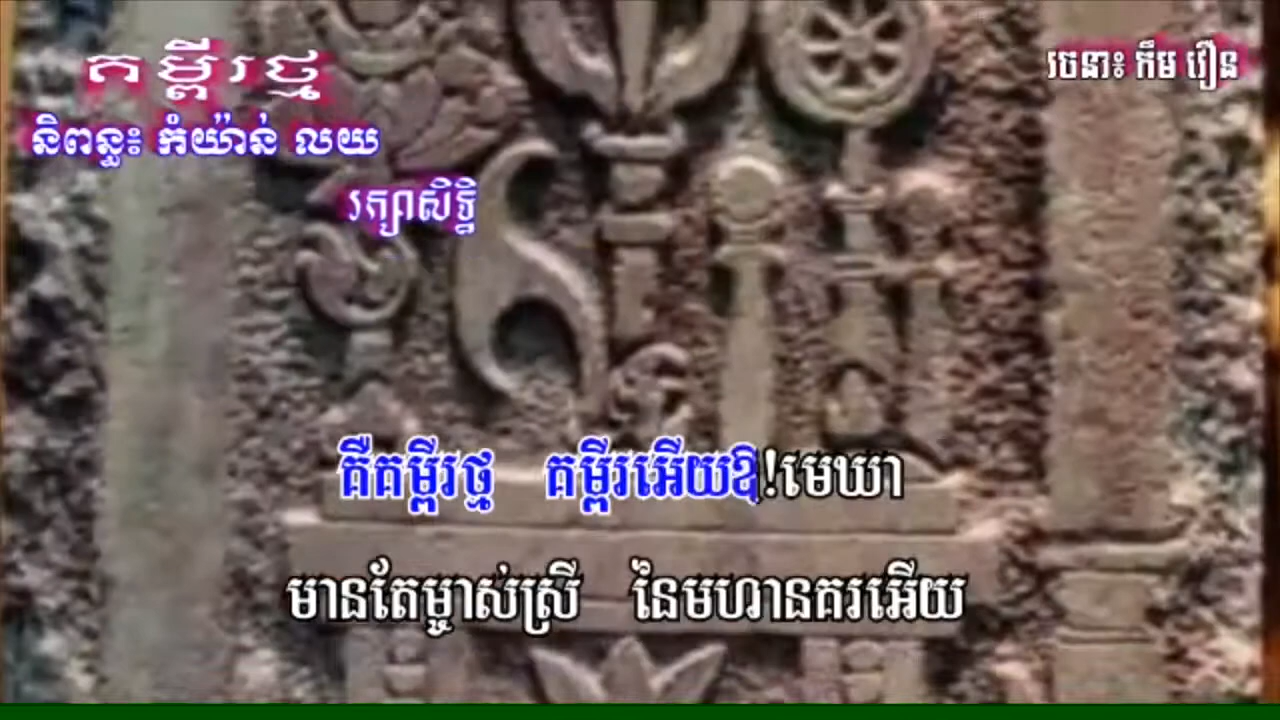 គម្ពីរថ្ម
រចនា៖ កឹម វឿន
និពន្ធ៖ កំយ៉ាន់ លយ
រក្សាសិទ្ធិ
គឺគម្ពីរថ្ម គម្ពីរអើយឱ!មេឃា
មានតែម្ចាស់ស្រី នៃមហានគរអើយ